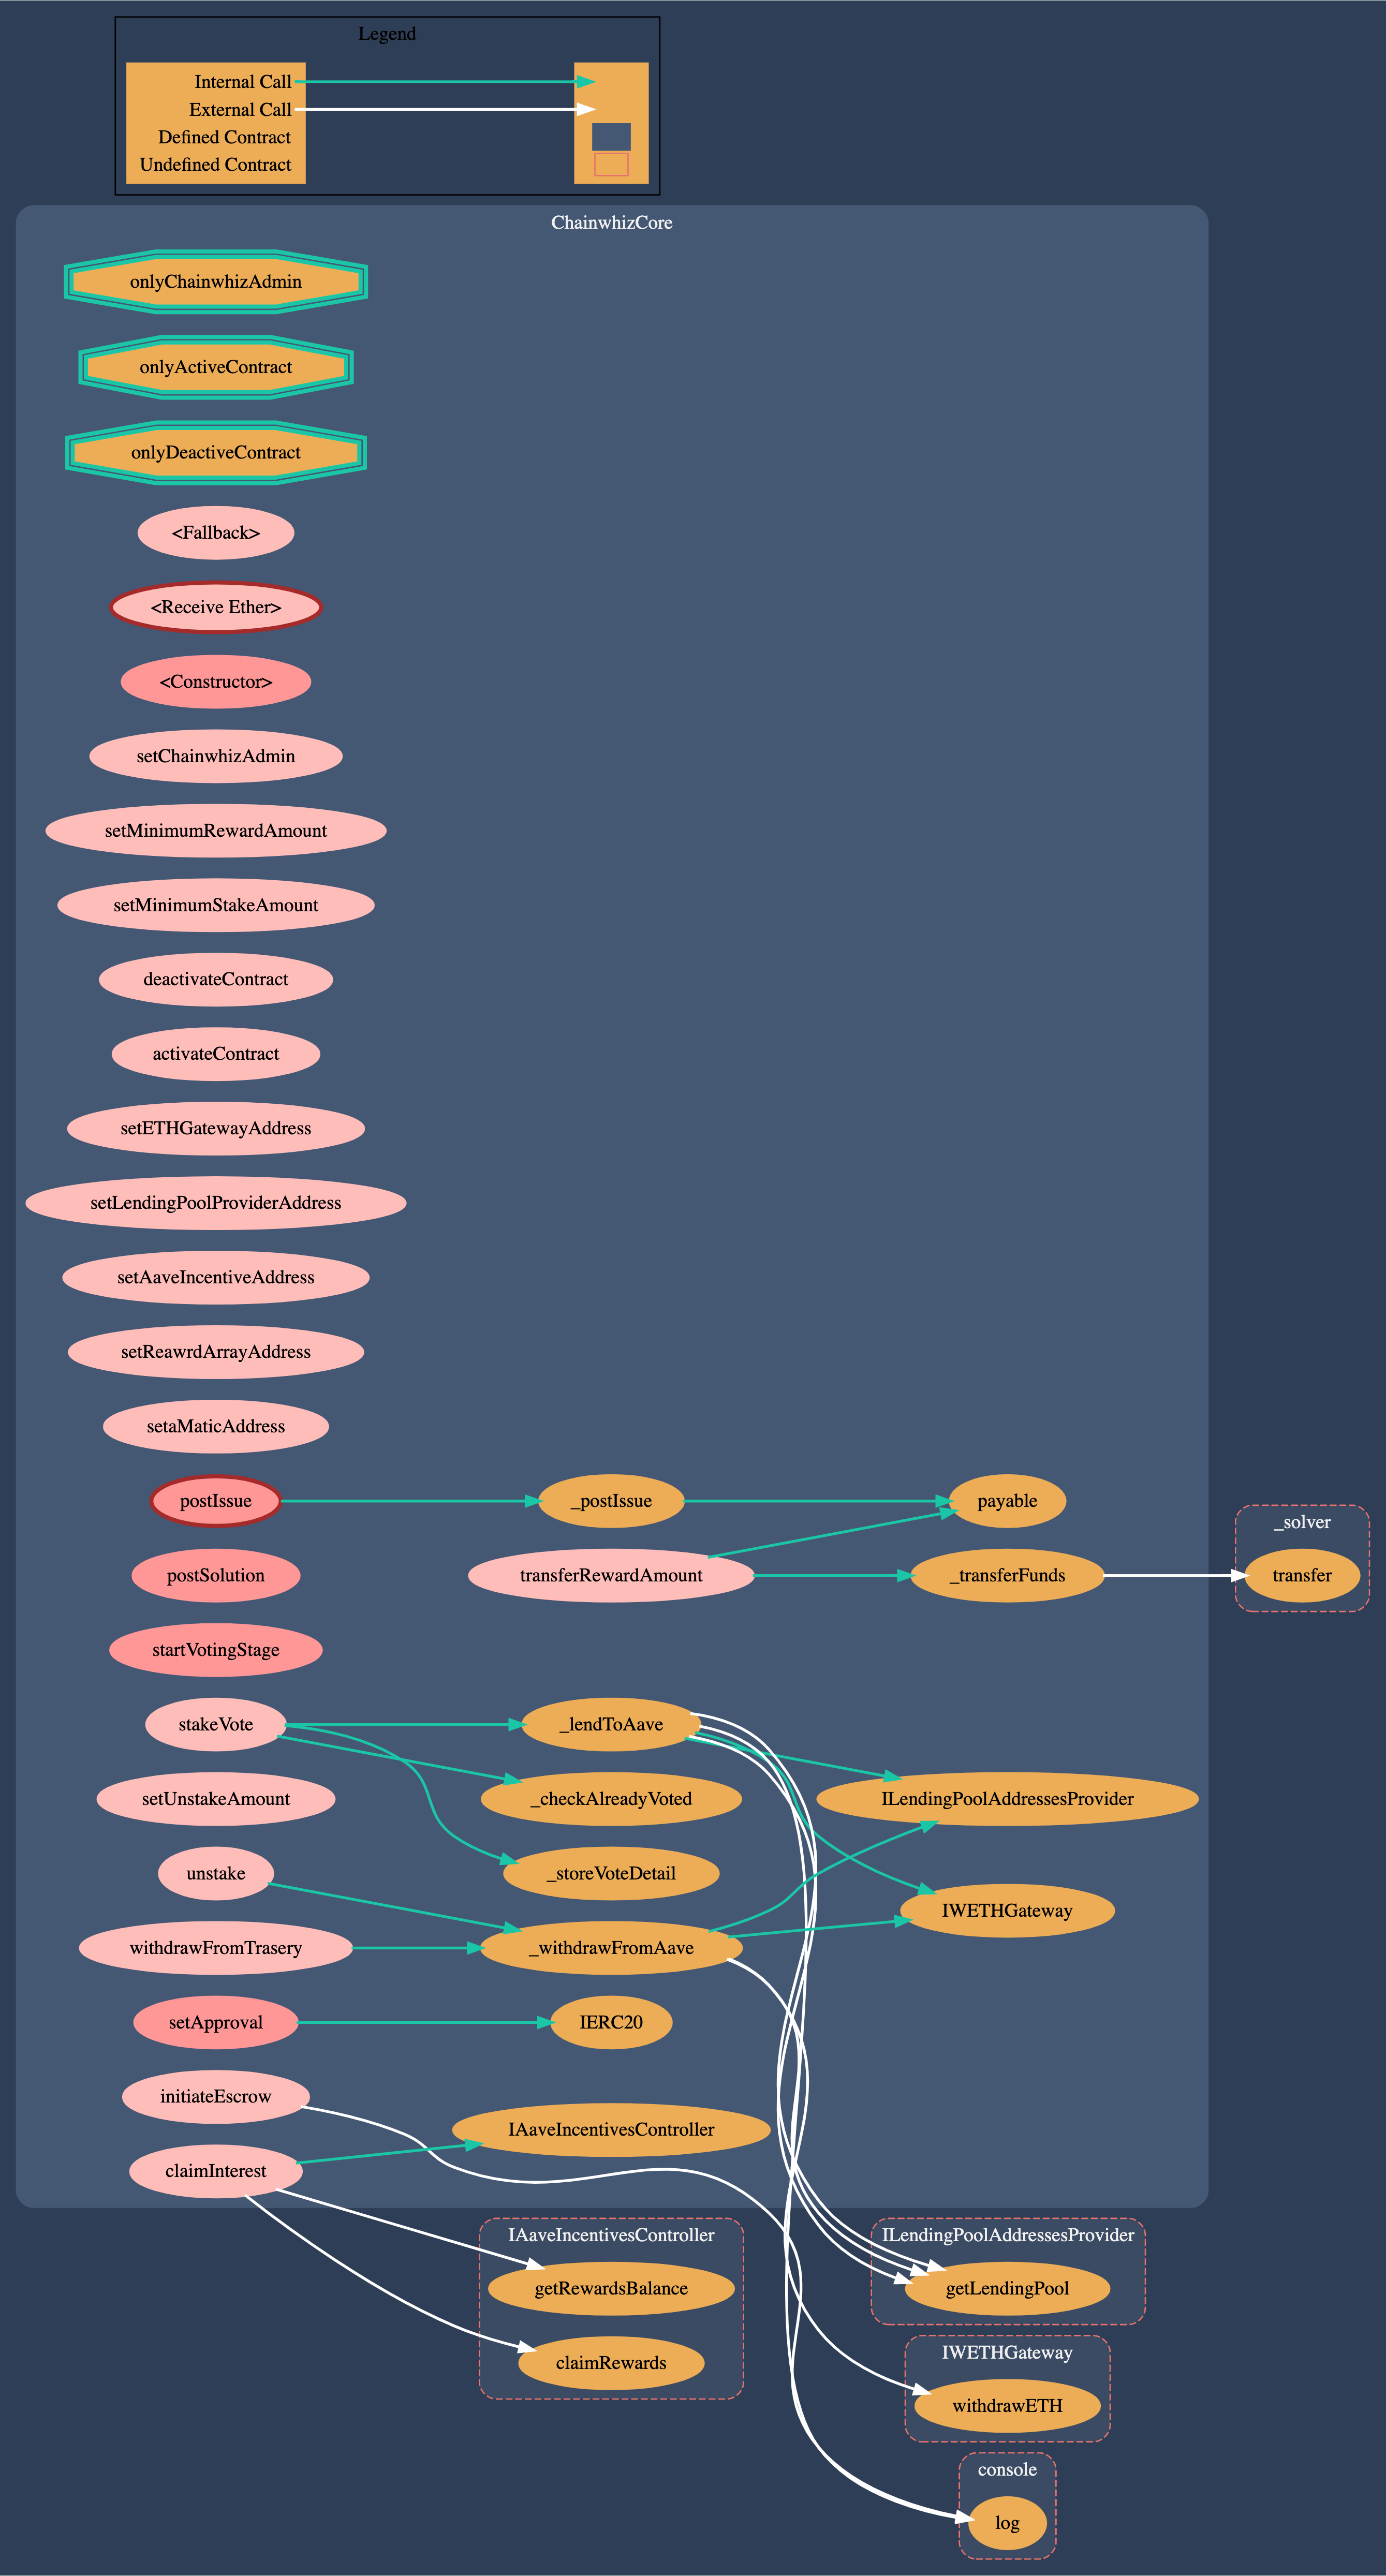 Legend
Internal Call
External Call
Defined Contract
Undefined Contract
ChainwhizCore
onlyChainwhizAdmin
onlyActiveContract
onlyDeactiveContract
<Fallback>
<Receive Ether>
<Constructor>
setChainwhizAdmin
setMinimumRewardAmount
setMinimumStakeAmount
deactivateContract
activateContract
setETHGatewayAddress
setLendingPoolProviderAddress
setAaveIncentiveAddress
setReawrdArrayAddress
setaMaticAddress
postIssue
_postIssue
payable
_solver
postSolution
transferRewardAmount
_transferFunds
transfer
startVotingStage
stakeVote
_lendToAave
setUnstakeAmount
_checkAlreadyVoted
ILendingPoolAddressesProvider
unstake
_storeVoteDetail
IWETHGateway
withdrawFromTrasery
_withdrawFromAave
setApproval
IERC20
initiateEscrow
IAaveIncentivesController
claimInterest
IAaveIncentivesController
ILendingPoolAddressesProvider
getRewardsBalance
getLendingPool
claimRewards
IWETHGateway
withdrawETH
console
log